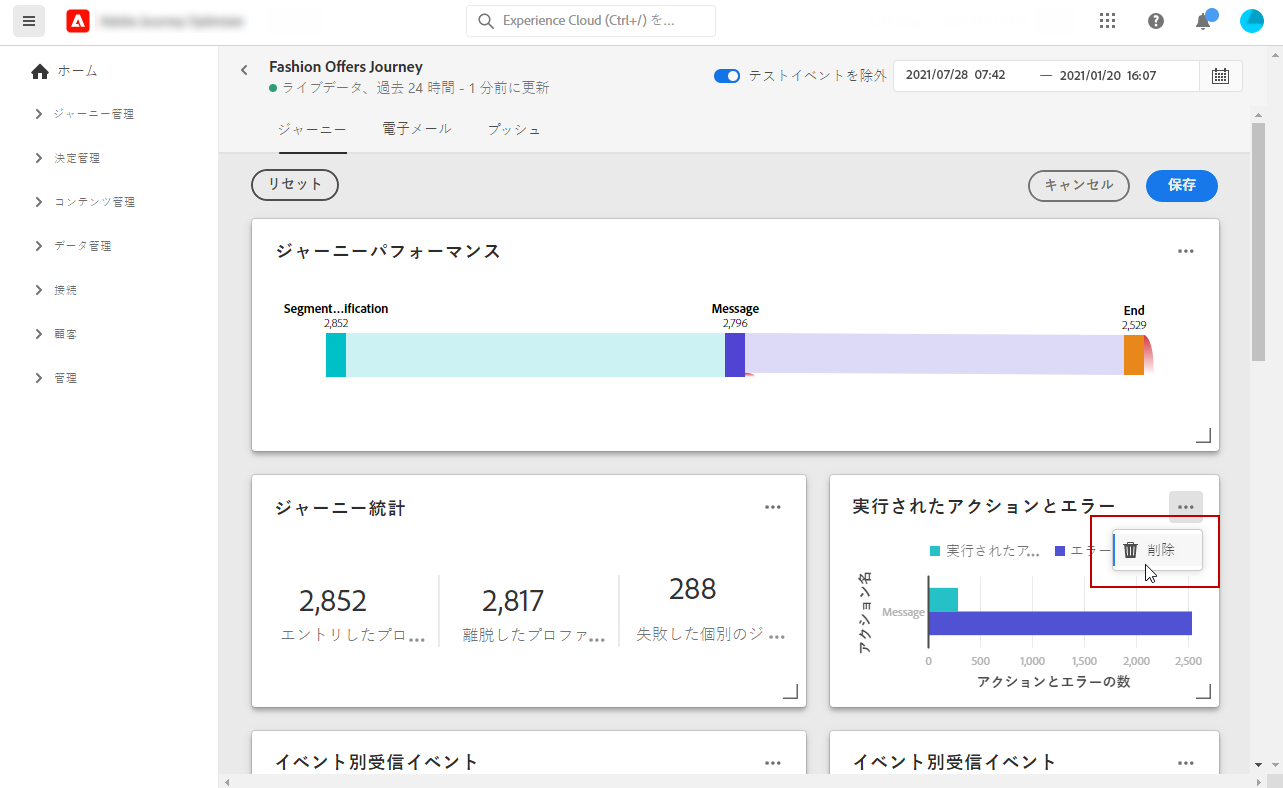 Experience Cloud (Ctrl+/) を...
ホーム
ジャーニー管理
決定管理
コンテンツ管理
データ管理
接続
顧客
管理
Fashion Offers Journey
ライブデータ、過去 24 時間 - 1 分前に更新
テストイベントを除外
2021/07/28 07:42 — 2021/01/20 16:07
ジャーニー 電子メール プッシュ
リセット
キャンセル
保存
ジャーニーパフォーマンス
Segment...ification
2,852
Message
2,796
End
2,529
ジャーニー統計
2,852
エントリしたプロ...
2,817
離脱したプロファ...
288
失敗した個別のジ ...
実行されたアクションとエラー
実行されたア... エラー
削除
アクション名
Message
0 500 1,000 1,500 2,000 2,500
アクションとエラーの数
イベント別受信イベント
イベント別受信イベント